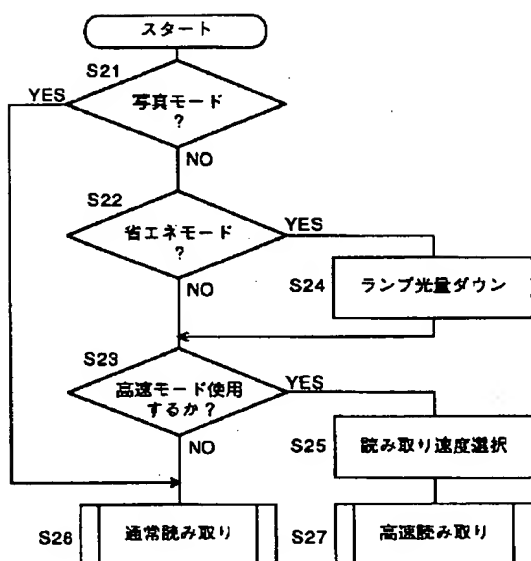 スタート
S21
YES
写真モード
?
NO
S22
省エネモード
?
YES
NO
S24
ランプ光量ダウン
S23
高速モード使用
するか?
YES
NO
S25
読み取り速度選択
S26
通常読み取り
S27
高速読み取り